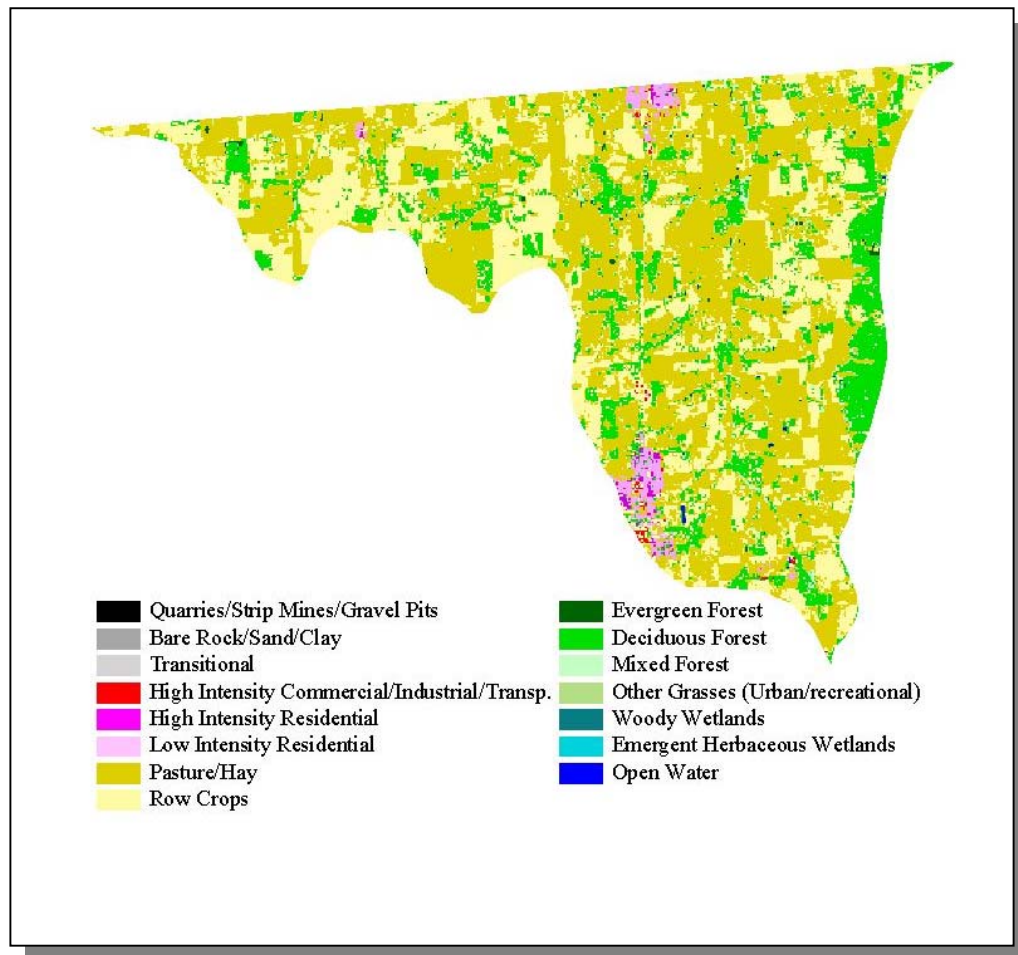 Quarries/Strip Mines/Gravel Pits
Bare Rock/Sand/Clay
Transitional
High Intensity Commercial/Industrial/Transp.
High Intensity Residential
Low Intensity Residential
Pasture/Hay
Row Crops
Evergreen Forest
Deciduous Forest
Mixed Forest
Other Grasses (Urban/recreational)
Woody Wetlands
Emergent Herbaceous Wetlands
Open Water